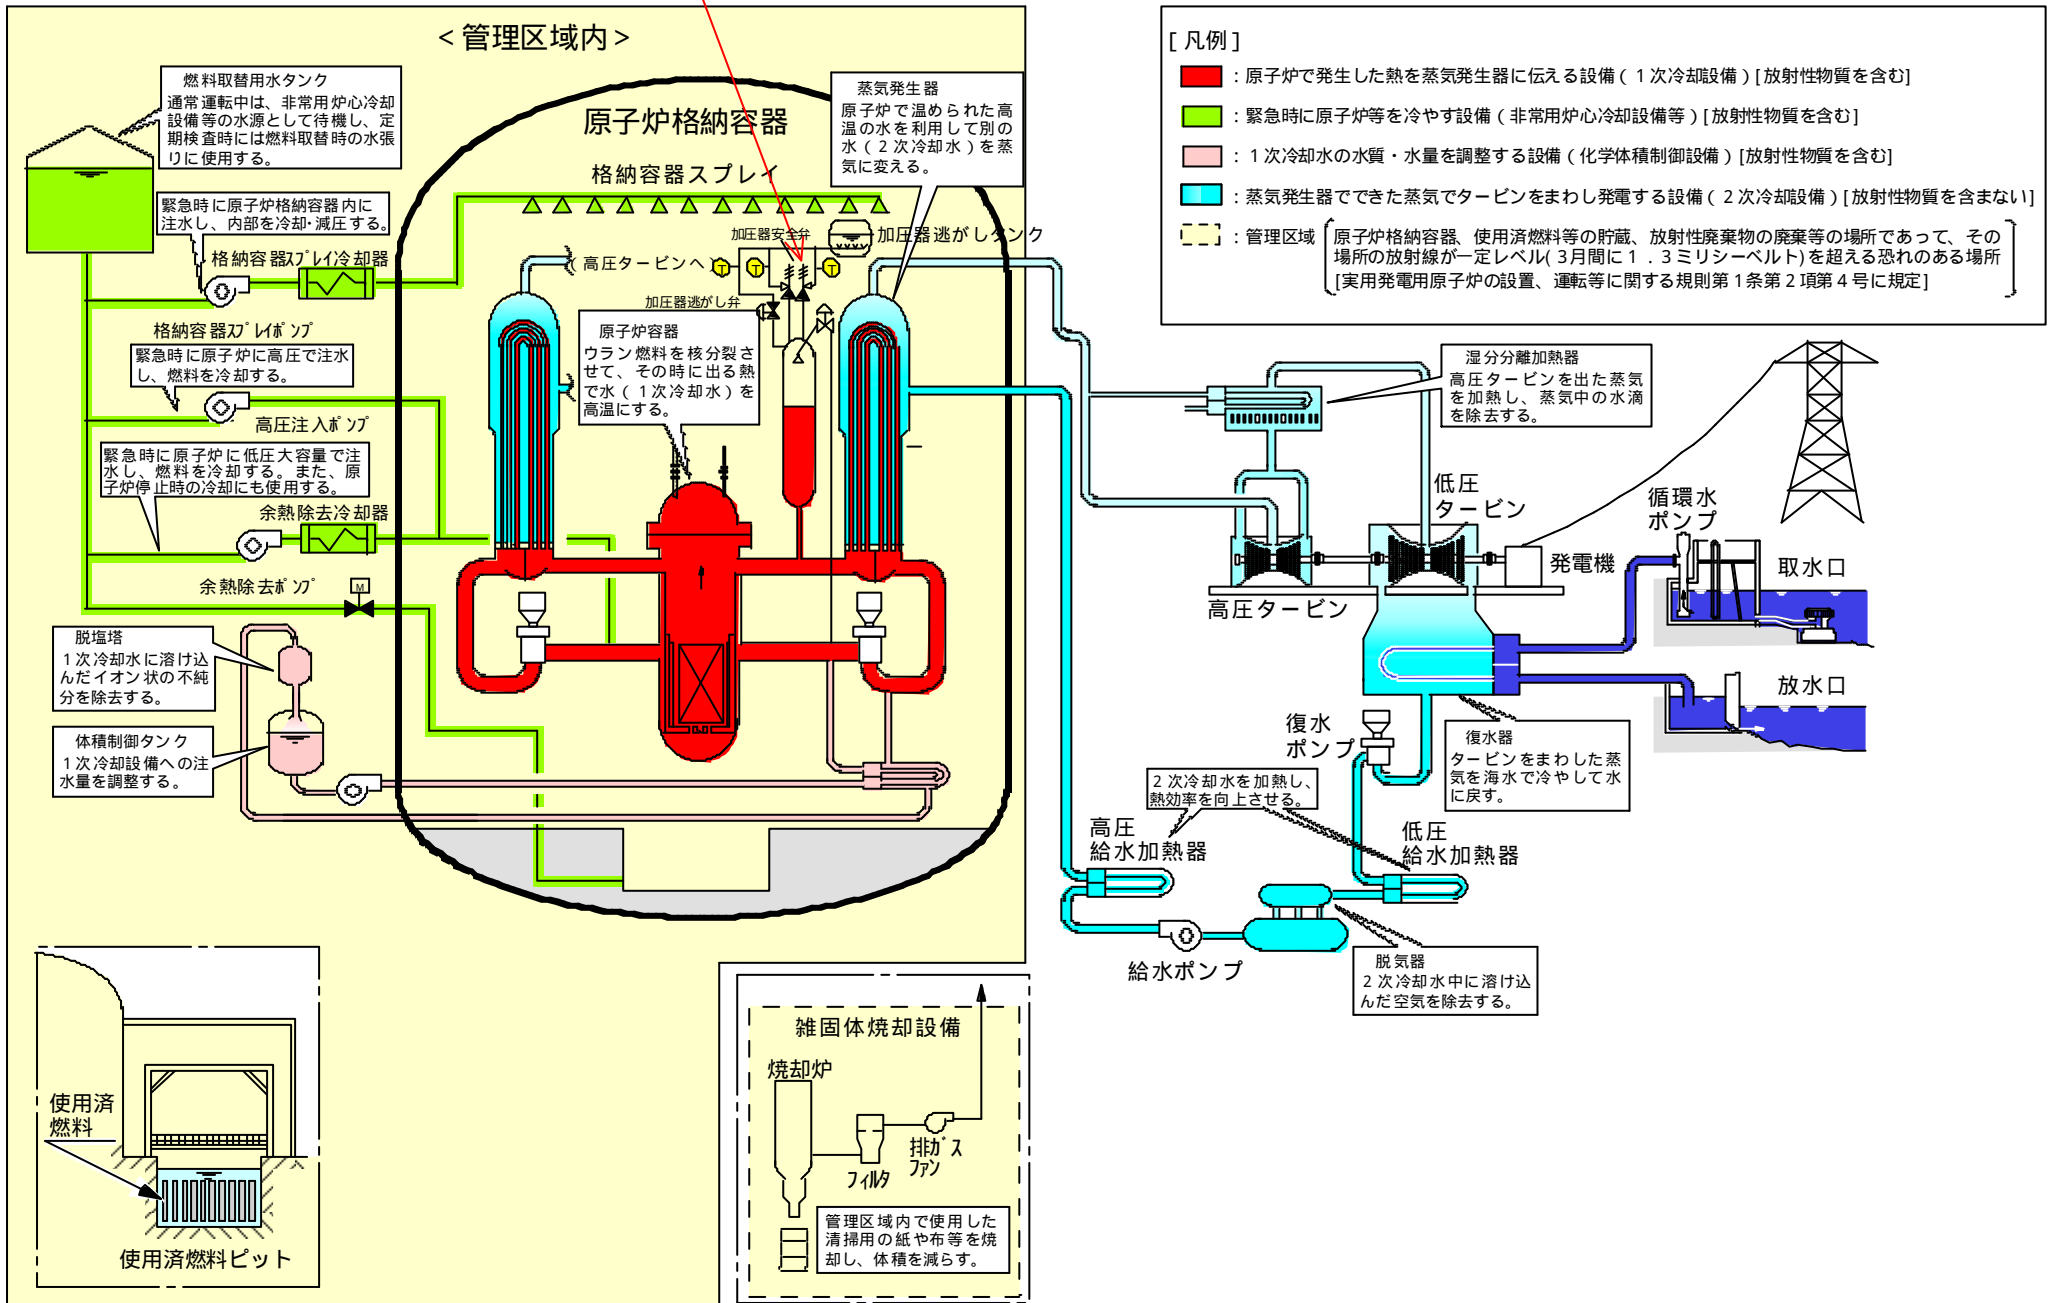 ＜管理区域内＞
燃料取替用水タンク
通常運転中は、非常用炉心冷却
設備等の水源として待機し、定
期検査時には燃料取替時の水張
りに使用する。
緊急時に原子炉格納容器内に
注水し、内部を冷却･減圧する。
格納容器ｽﾌﾟﾚｲ冷却器
格納容器ｽﾌﾟﾚｲﾎﾟﾝﾌﾟ
緊急時に原子炉に高圧で注水
し、燃料を冷却する。
高圧注入ﾎﾟﾝﾌﾟ
緊急時に原子炉に低圧大容量で注
水し、燃料を冷却する。また、原
子炉停止時の冷却にも使用する。
余熱除去冷却器
余熱除去ﾎﾟﾝﾌﾟ
M
脱塩塔
１次冷却水に溶け込
んだイオン状の不純
分を除去する。
体積制御タンク
１次冷却設備への注
水量を調整する。
原子炉格納容器
格納容器スプレイ
蒸気発生器
原子炉で温められた高
温の水を利用して別の
水（２次冷却水）を蒸
気に変える。
加圧器安全弁
加圧器逃がしタンク
（高圧タービンへ）
T
T
T
加圧器逃がし弁
原子炉容器
ウラン燃料を核分裂さ
せて、その時に出る熱
で水（１次冷却水）を
高温にする。
[凡例]
：原子炉で発生した熱を蒸気発生器に伝える設備（１次冷却設備）[放射性物質を含む]
：緊急時に原子炉等を冷やす設備（非常用炉心冷却設備等）[放射性物質を含む]
：１次冷却水の水質・水量を調整する設備（化学体積制御設備）[放射性物質を含む]
：蒸気発生器でできた蒸気でタービンをまわし発電する設備（２次冷却設備）[放射性物質を含まない]
：管理区域
原子炉格納容器、使用済燃料等の貯蔵、放射性廃棄物の廃棄等の場所であって、その
場所の放射線が一定レベル(３月間に１．３ミリシーベルト)を超える恐れのある場所
[実用発電用原子炉の設置、運転等に関する規則第１条第２項第４号に規定]
湿分分離加熱器
高圧タービンを出た蒸気
を加熱し、蒸気中の水滴
を除去する。
低圧
タービン
高圧タービン
発電機
循環水
ポンプ
取水口
放水口
復水
ポンプ
復水器
タービンをまわした蒸
気を海水で冷やして水
に戻す。
２次冷却水を加熱し、
熱効率を向上させる。
高圧
給水加熱器
低圧
給水加熱器
給水ポンプ
脱気器
２次冷却水中に溶け込
んだ空気を除去する。
使用済
燃料
使用済燃料ピット
雑固体焼却設備
焼却炉
ﾌｨﾙﾀ
排ｶﾞｽ
ﾌｧﾝ
管理区域内で使用した
清掃用の紙や布等を焼
却し、体積を減らす。